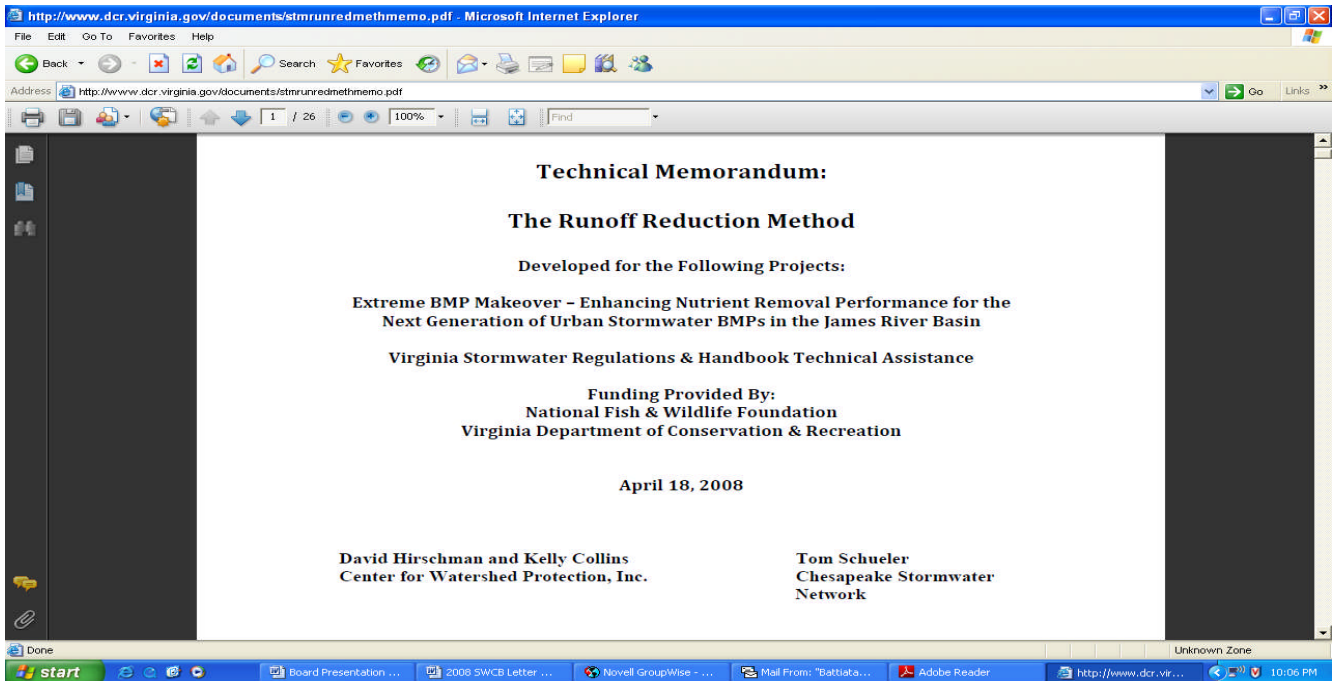 http://www.dcr.virginia.gov/documents/stmrunredmethmemo.pdf - Microsoft Internet Explorer
File Edit Go To Favorites Help
Back Search Favorites
Address http://www.dcr.virginia.gov/documents/stmrunredmethmemo.pdf Go Links »
1 / 26 100% Find
Technical Memorandum:
The Runoff Reduction Method
Developed for the Following Projects:
Extreme BMP Makeover – Enhancing Nutrient Removal Performance for the
Next Generation of Urban Stormwater BMPs in the James River Basin
Virginia Stormwater Regulations & Handbook Technical Assistance
Funding Provided By:
National Fish & Wildlife Foundation
Virginia Department of Conservation & Recreation
April 18, 2008
David Hirschman and Kelly Collins
Center for Watershed Protection, Inc.
Tom Schueler
Chesapeake Stormwater
Network
Done Unknown Zone
start Board Presentation ... 2008 SWCB Letter ... Novell GroupWise - ... Mail From: "Battiata... Adobe Reader http://www.dcr.vir... 10:06 PM